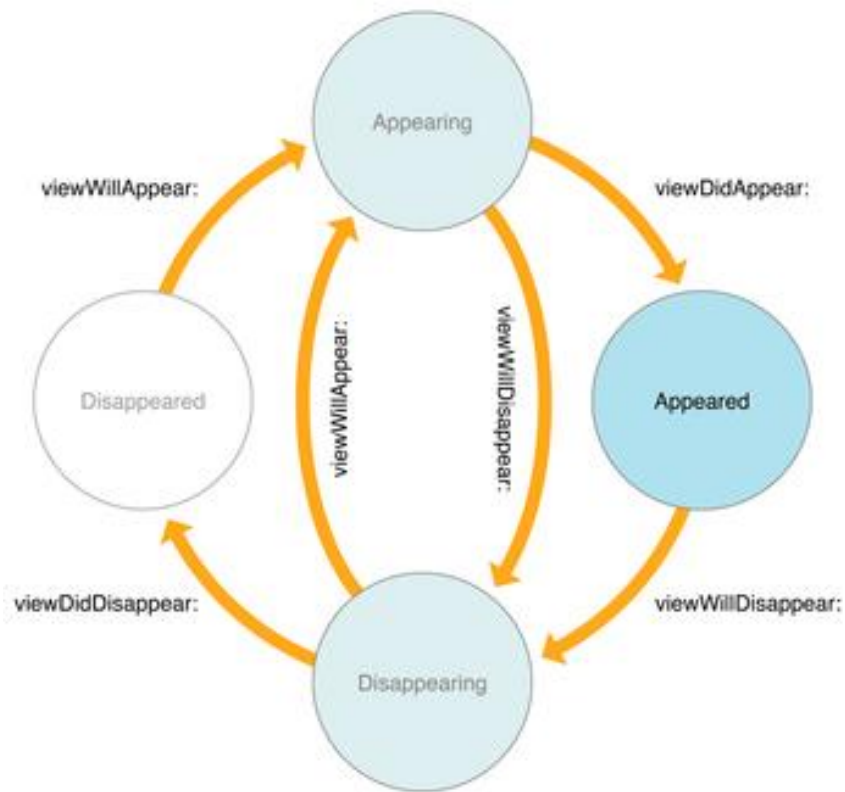 Appearing
viewWillAppear:
viewDidAppear:
viewWillAppear:
viewWillDisappear:
Disappeared
Appeared
viewDidDisappear:
viewWillDisappear:
Disappearing